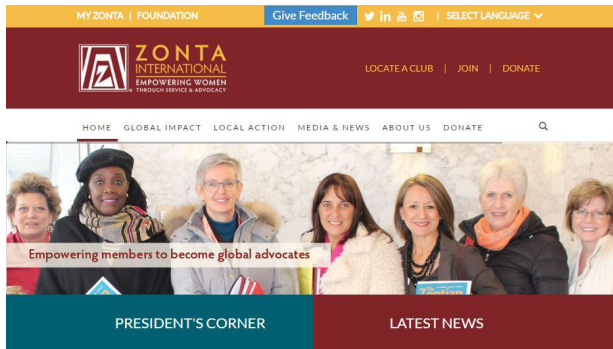 MY ZONTA | FOUNDATION
Give Feedback
| SELECT LANGUAGE
ZONTA
INTERNATIONAL
EMPOWERING WOMEN
THROUGH SERVICE & ADVOCACY
LOCATE A CLUB | JOIN | DONATE
HOME GLOBAL IMPACT LOCAL ACTION MEDIA & NEWS ABOUT US DONATE
Empowering members to become global advocates
The
Zontian
PRESIDENT'S CORNER
LATEST NEWS